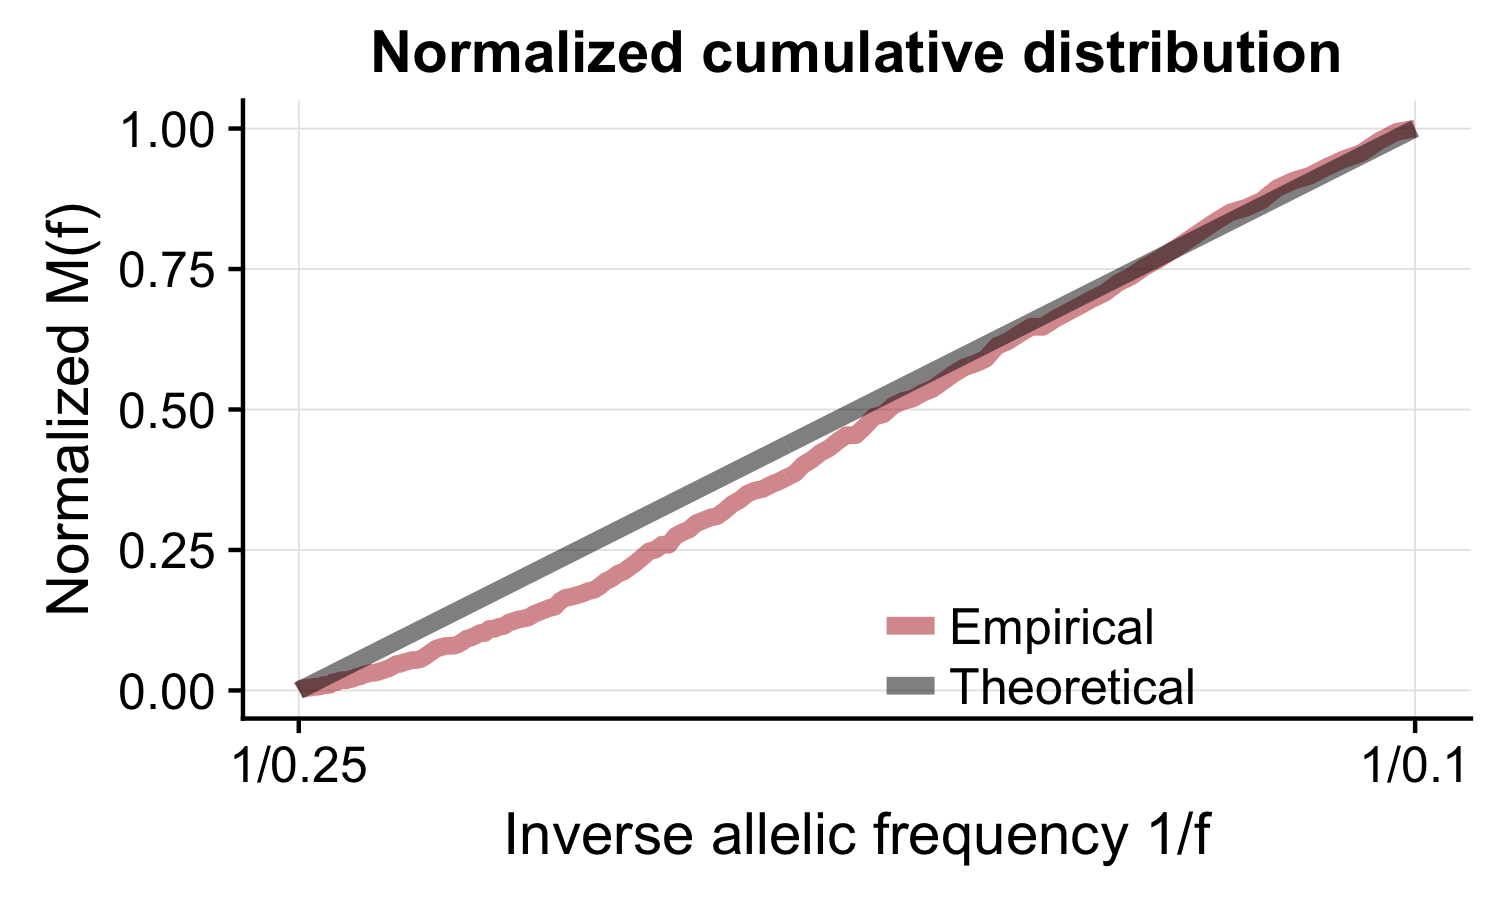 Normalized cumulative distribution
Normalized M(f)
1.00
0.75
0.50
0.25
0.00
Empirical
Theoretical
1/0.25
1/0.1
Inverse allelic frequency 1/f